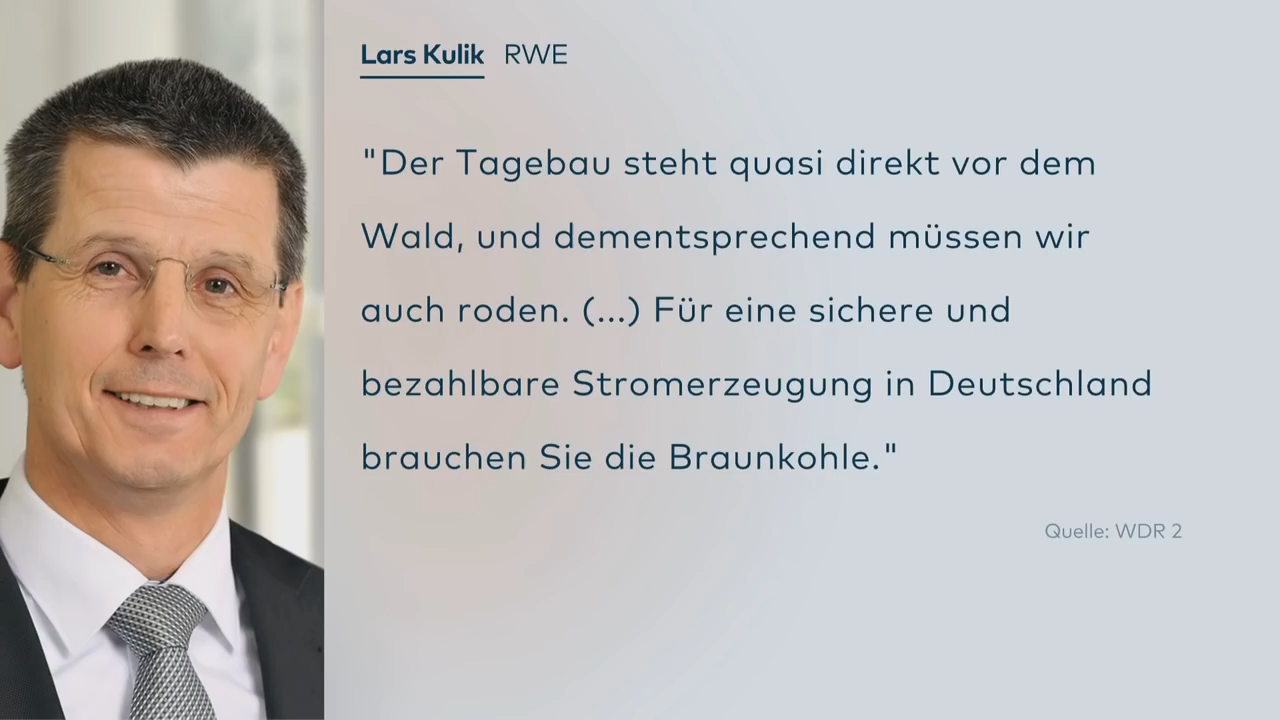 Lars Kulik RWE
"Der Tagebau steht quasi direkt vor dem
Wald, und dementsprechend müssen wir
auch roden. (...) Für eine sichere und
bezahlbare Stromerzeugung in Deutschland
brauchen Sie die Braunkohle."
Quelle: WDR 2